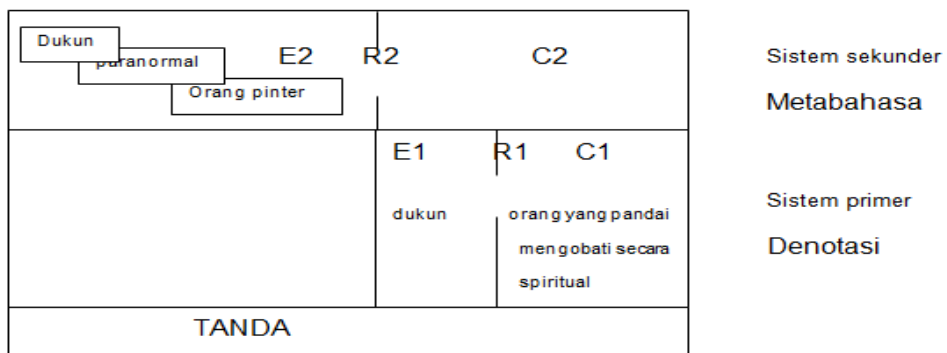 Dukun
paranormal
Orang pinter
E2 R2 C2
Sistem sekunder
Metabahasa
E1 R1 C1
dukun
orang yang pandai
mengobati secara
spiritual
Sistem primer
Denotasi
TANDA